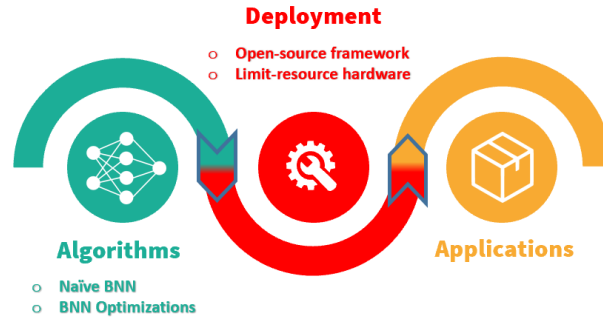 Deployment
o Open-source framework
o Limit-resource hardware
Algorithms
o Naïve BNN
o BNN Optimizations
Applications